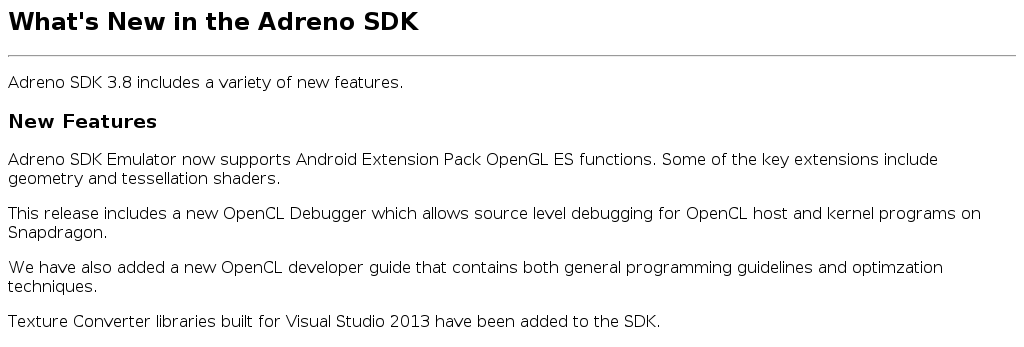 What's New in the Adreno SDK
Adreno SDK 3.8 includes a variety of new features.
New Features
Adreno SDK Emulator now supports Android Extension Pack OpenGL ES functions. Some of the key extensions include
geometry and tessellation shaders.
This release includes a new OpenCL Debugger which allows source level debugging for OpenCL host and kernel programs on
Snapdragon.
We have also added a new OpenCL developer guide that contains both general programming guidelines and optimzation
techniques.
Texture Converter libraries built for Visual Studio 2013 have been added to the SDK.